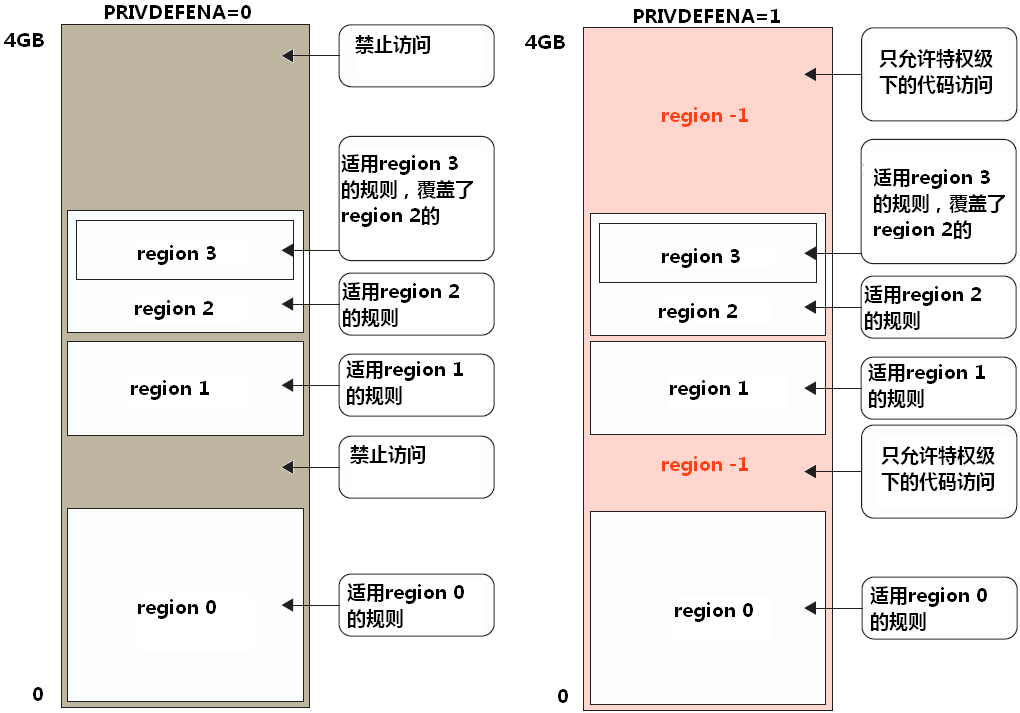 PRIVDEFENA=0
4GB
禁止访问
适用region 3
的规则，覆盖了
region 2的
region 3
适用region 2
的规则
region 2
适用region 1
的规则
region 1
禁止访问
适用region 0
的规则
region 0
0
PRIVDEFENA=1
4GB
只允许特权级
下的代码访问
region -1
适用region 3
的规则，覆盖了
region 2的
region 3
适用region 2
的规则
region 2
适用region 1
的规则
region 1
只允许特权级
下的代码访问
region -1
适用region 0
的规则
region 0
0